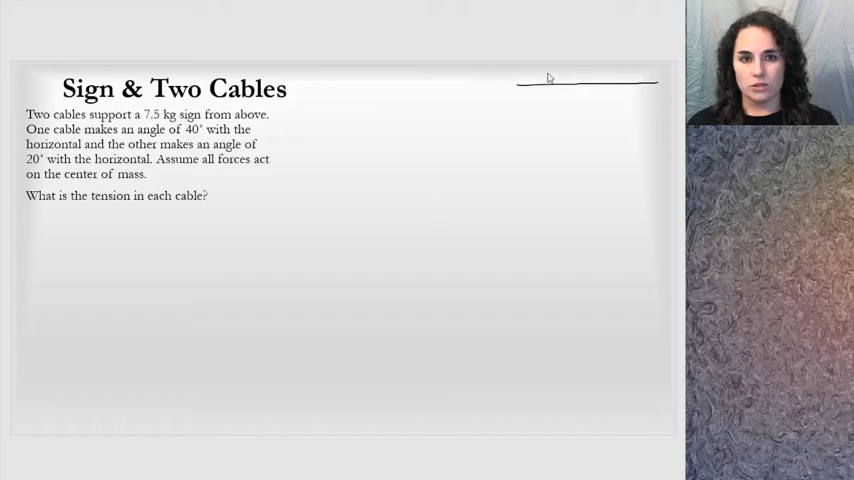 Sign & Two Cables
Two cables support a 7.5 kg sign from above.
One cable makes an angle of 40° with the
horizontal and the other makes an angle of
20° with the horizontal. Assume all forces act
on the center of mass.
What is the tension in each cable?